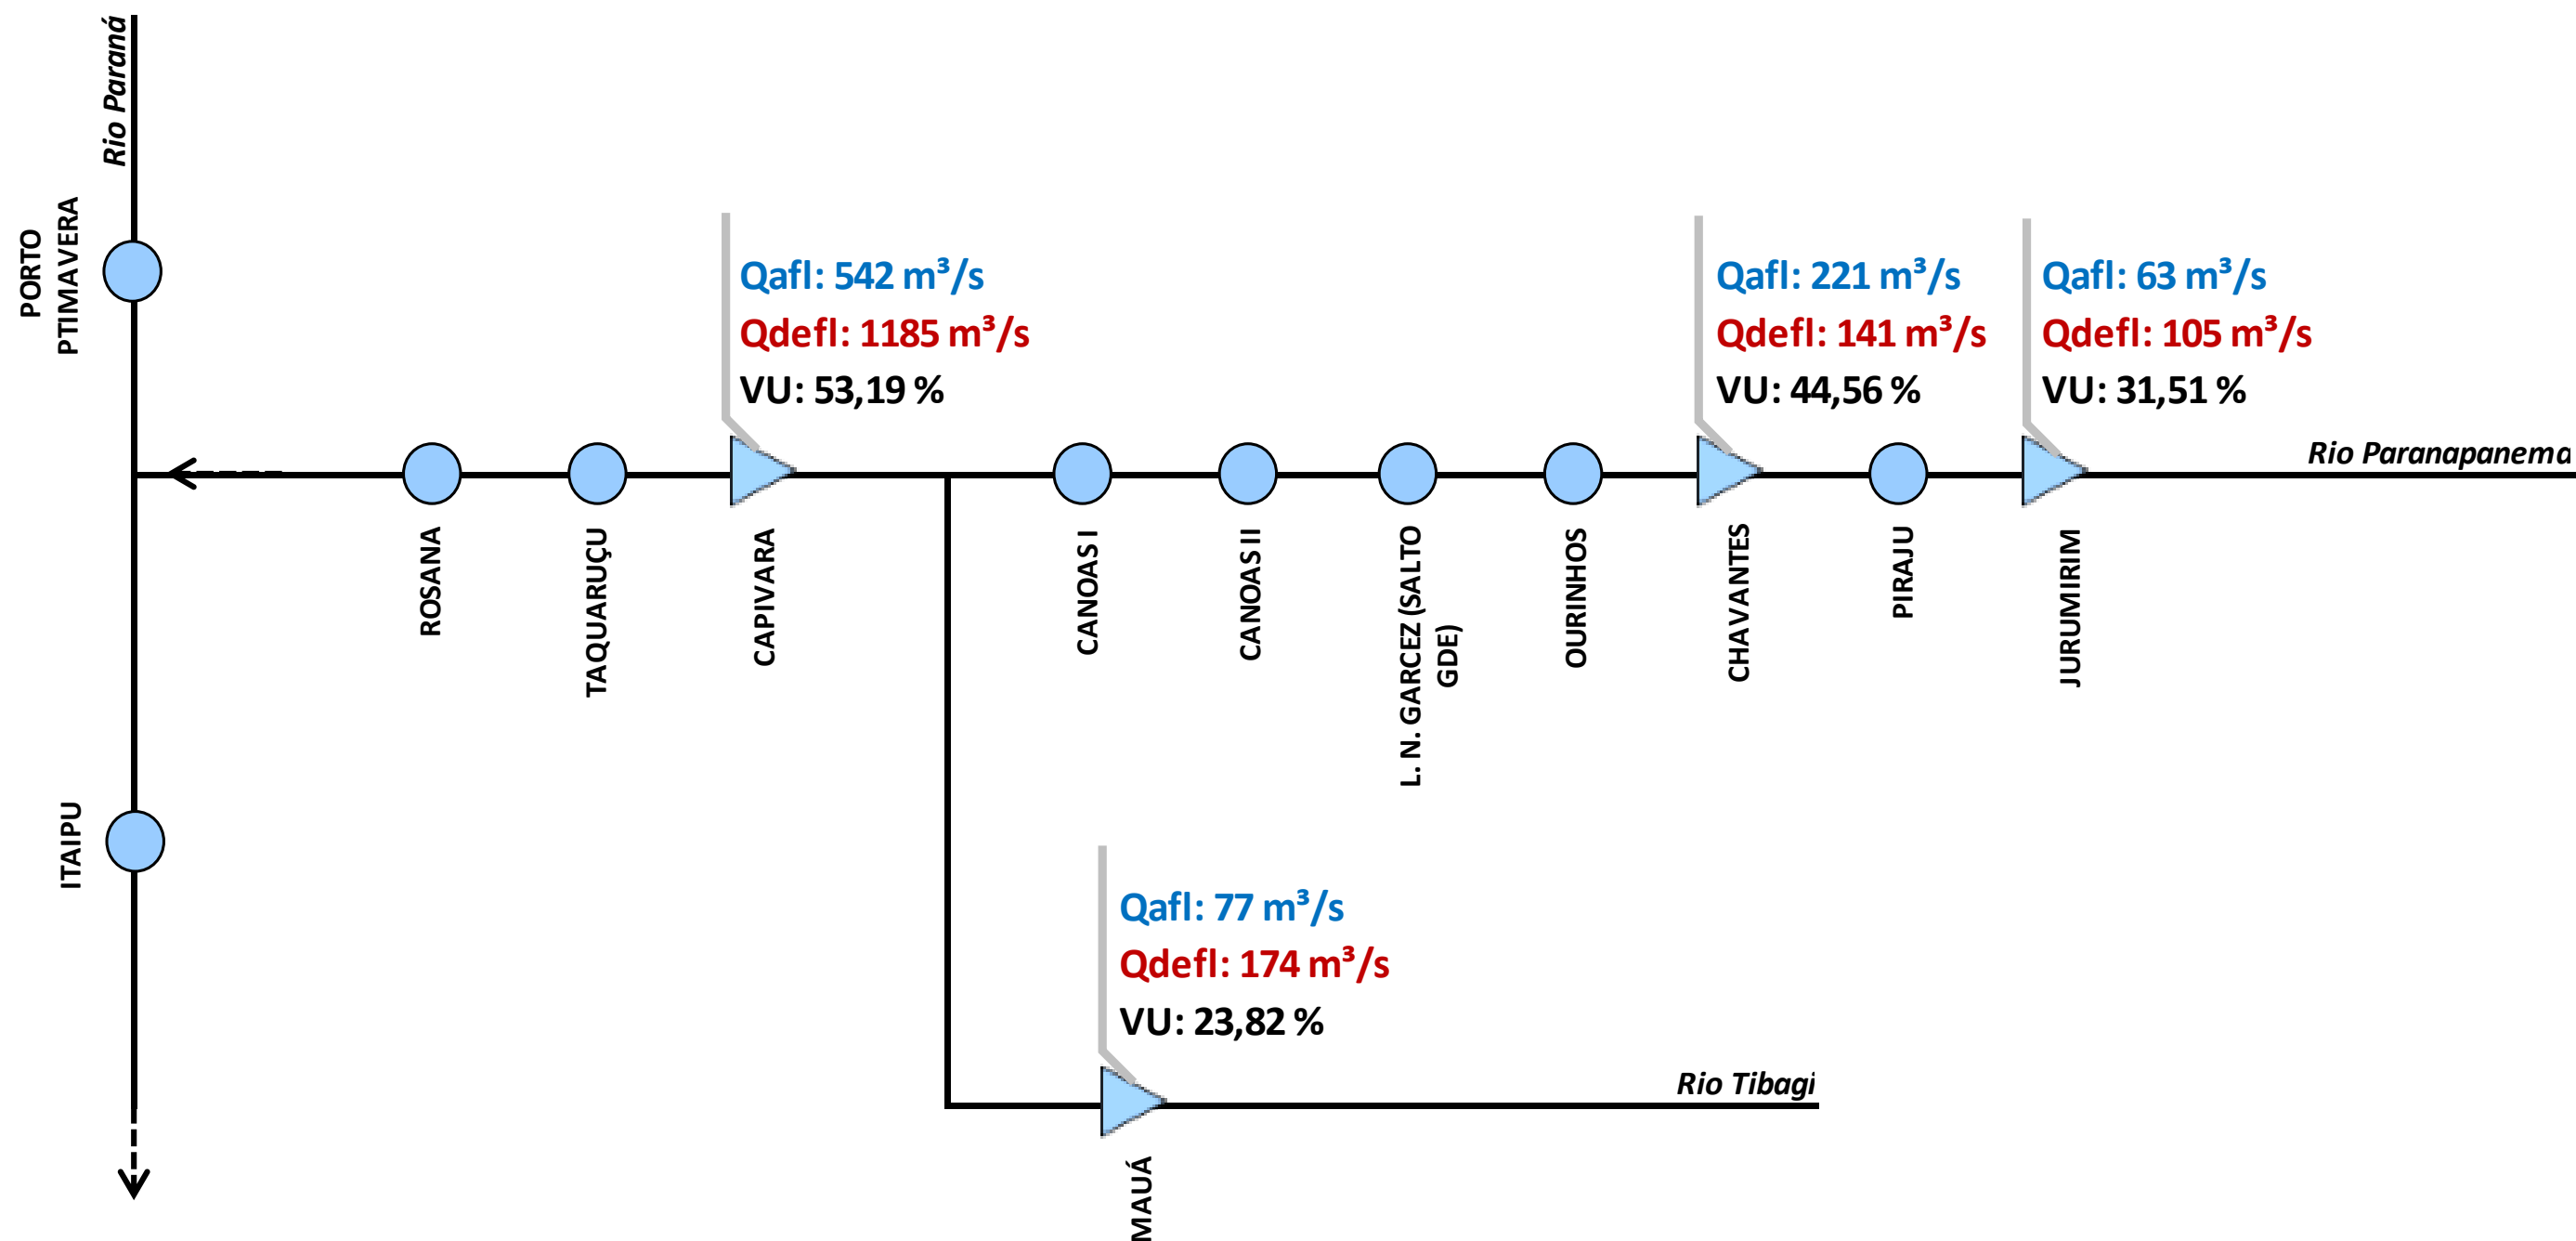 Rio Paraná
PORTO
PTIMAVERA
Qafl: 542 m³/s
Qdefl: 1185 m³/s
VU: 53,19 %
Qafl: 221 m³/s
Qdefl: 141 m³/s
VU: 44,56 %
Qafl: 63 m³/s
Qdefl: 105 m³/s
VU: 31,51 %
Rio Paranapanema
ROSANA
TAQUARUÇU
CAPIVARA
CANOAS I
CANOAS II
L. N. GARCEZ (SALTO
GDE)
OURINHOS
CHAVANTES
PIRAJU
JURUMIRIM
ITAIPU
Qafl: 77 m³/s
Qdefl: 174 m³/s
VU: 23,82 %
Rio Tibagi
MAUÁ